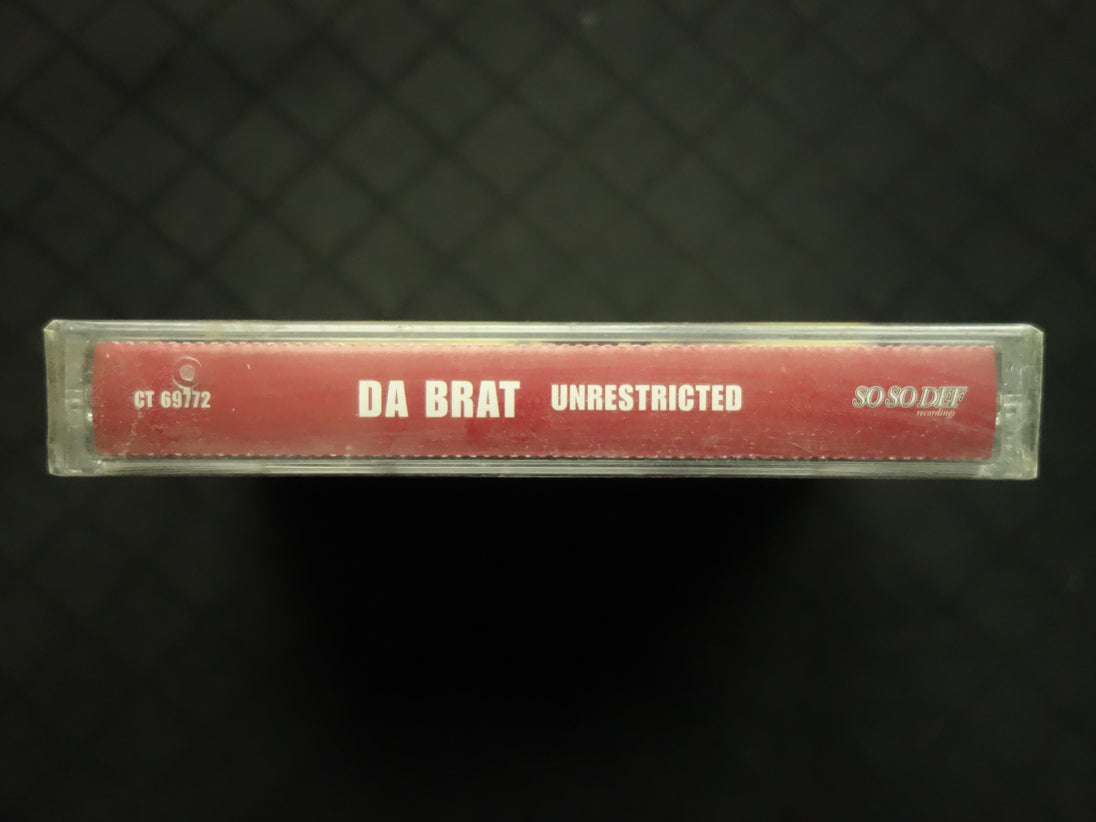 CT 69772 DA BRAT UNRESTRICTED SO SO DEF
recordings